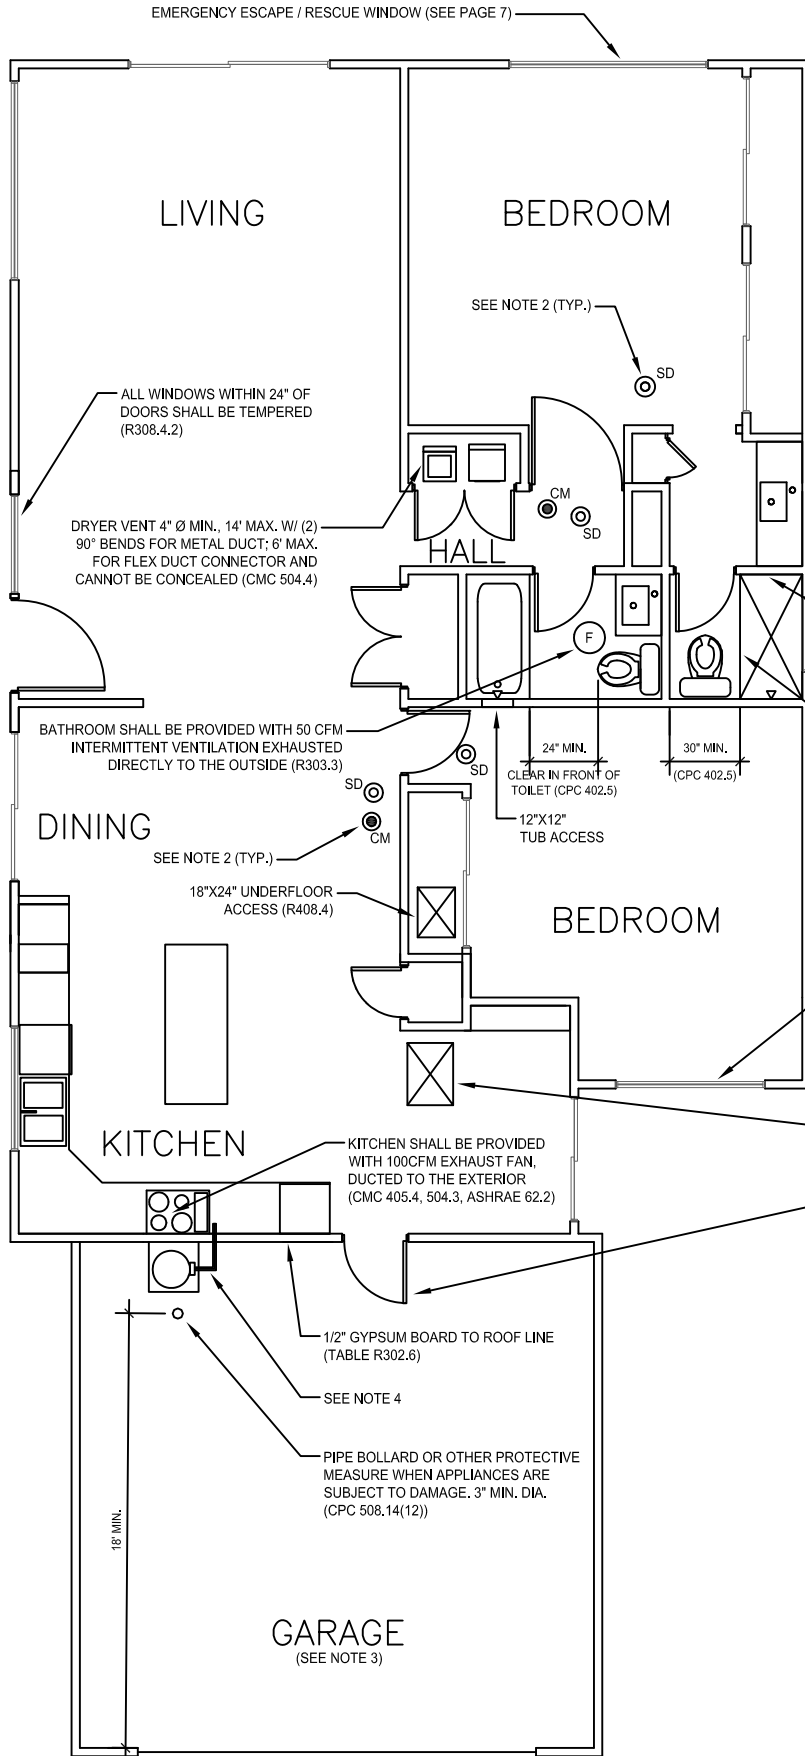 EMERGENCY ESCAPE / RESCUE WINDOW (SEE PAGE 7)
LIVING
BEDROOM
SEE NOTE 2 (TYP.)
SD
ALL WINDOWS WITHIN 24" OF
DOORS SHALL BE TEMPERED
(R308.4.2)
CM
SD
DRYER VENT 4" Ø MIN., 14' MAX. W/ (2)
90° BENDS FOR METAL DUCT; 6' MAX.
FOR FLEX DUCT CONNECTOR AND
CANNOT BE CONCEALED (CMC 504.4)
HALL
F
BATHROOM SHALL BE PROVIDED WITH 50 CFM
INTERMITTENT VENTILATION EXHAUSTED
DIRECTLY TO THE OUTSIDE (R303.3)
24" MIN.
CLEAR IN FRONT OF
TOILET (CPC 402.5)
30" MIN.
(CPC 402.5)
SD
SD
CM
12"X12"
TUB ACCESS
DINING
SEE NOTE 2 (TYP.)
18"X24" UNDERFLOOR
ACCESS (R408.4)
BEDROOM
KITCHEN
KITCHEN SHALL BE PROVIDED
WITH 100CFM EXHAUST FAN,
DUCTED TO THE EXTERIOR
(CMC 405.4, 504.3, ASHRAE 62.2)
1/2" GYPSUM BOARD TO ROOF LINE
(TABLE R302.6)
SEE NOTE 4
PIPE BOLLARD OR OTHER PROTECTIVE
MEASURE WHEN APPLIANCES ARE
SUBJECT TO DAMAGE. 3" MIN. DIA.
(CPC 508.14(12))
18' MIN.
GARAGE
(SEE NOTE 3)